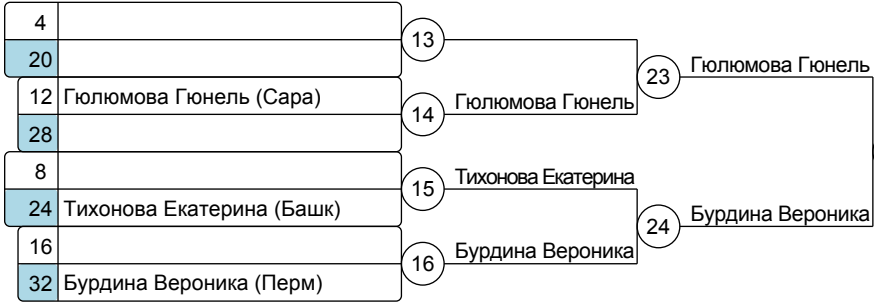 4
13
20
12 Гюлюмова Гюнель (Сара)
14
Гюлюмова Гюнель
28
23
Гюлюмова Гюнель
8
15
Тихонова Екатерина
24 Тихонова Екатерина (Башк)
16
16
Бурдина Вероника
32 Бурдина Вероника (Перм)
24
Бурдина Вероника